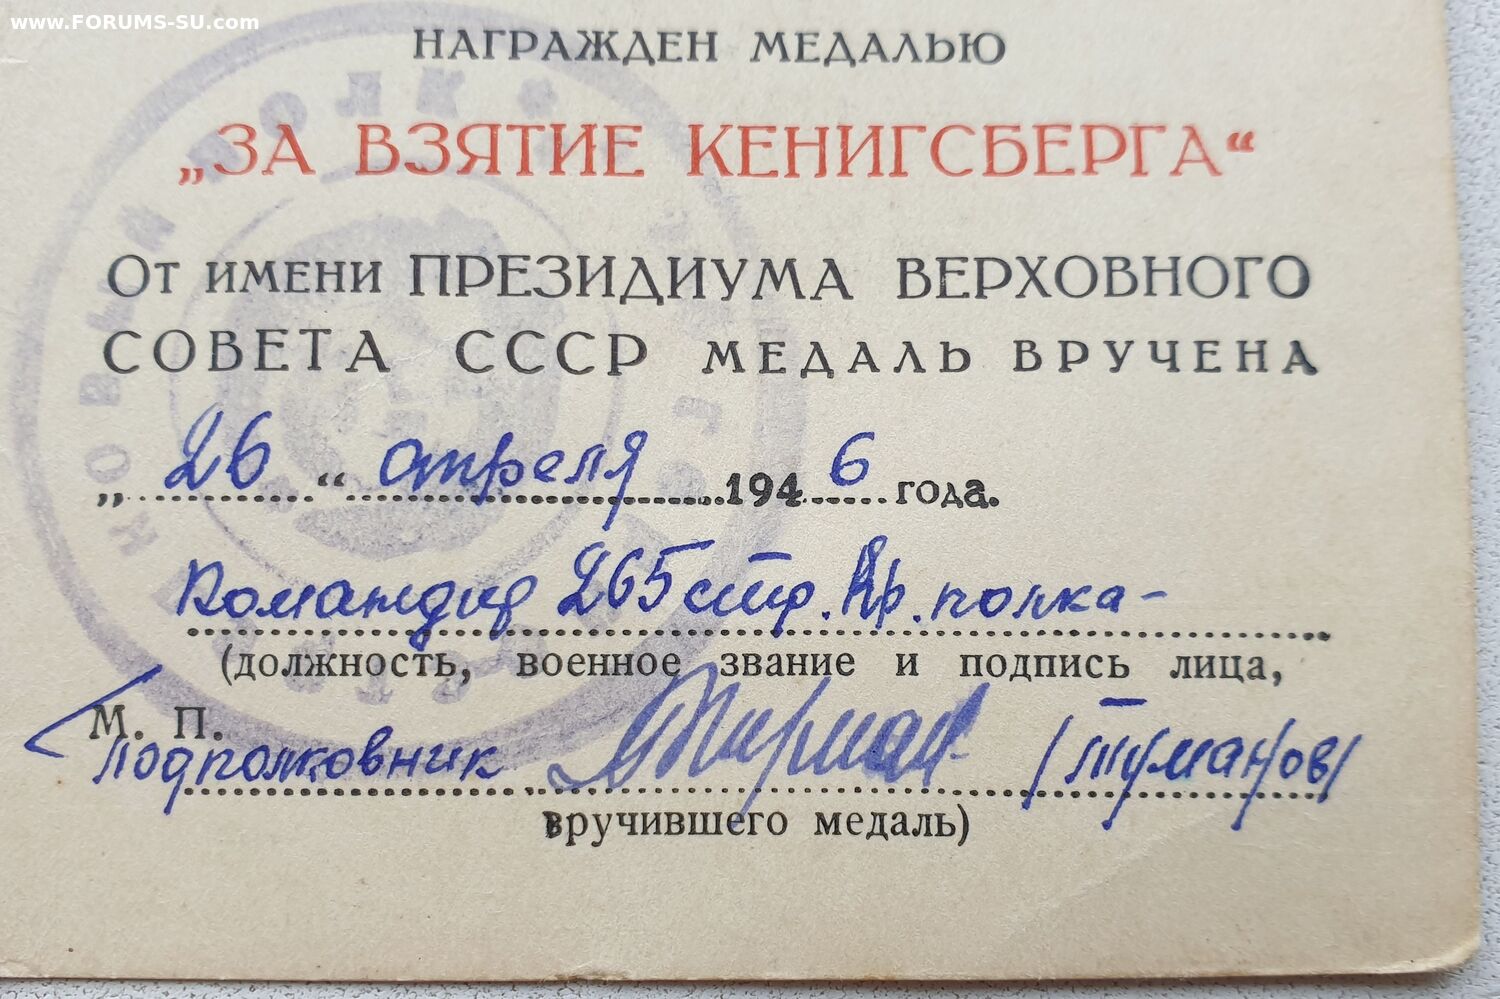 www.FORUMS-SU.com
НАГРАЖДЕН МЕДАЛЬЮ
„ЗА ВЗЯТИЕ КЕНИГСБЕРГА“
От имени ПРЕЗИДИУМА ВЕРХОВНОГО
СОВЕТА СССР МЕДАЛЬ ВРУЧЕНА
„26“ апреля 1946 года.
Командир 265 стр. Кр. полка-
(должность, военное звание и подпись лица,
М. П.
подполковник /Туманов/
вручившего медаль)